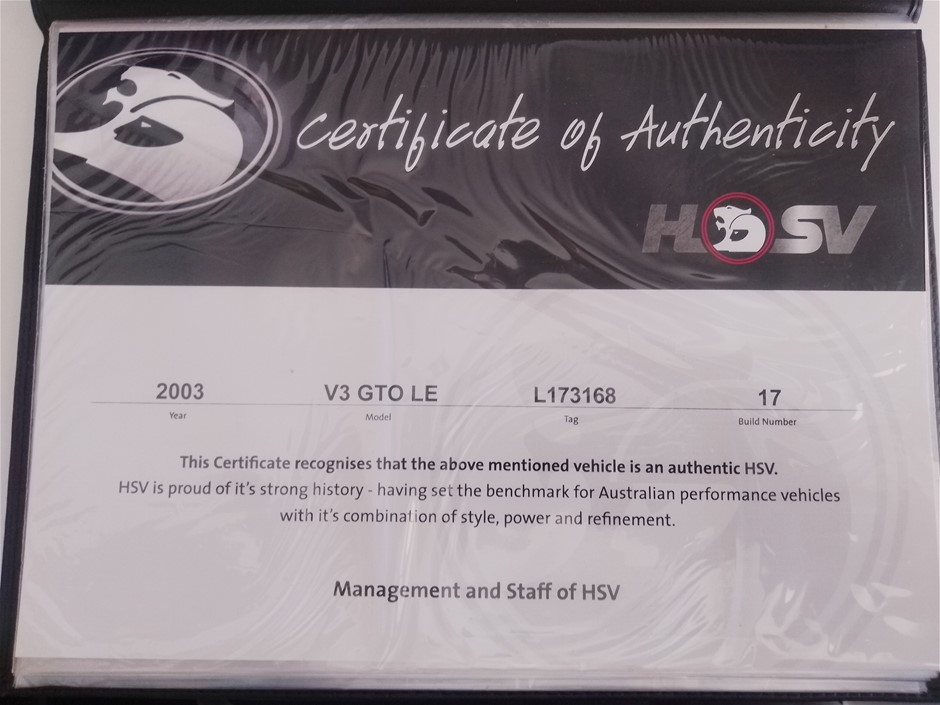 Certificate of Authenticity
HSV
2003 V3 GTO LE L173168 17
Year Model Tag Build Number
This Certificate recognises that the above mentioned vehicle is an authentic HSV.
HSV is proud of it's strong history - having set the benchmark for Australian performance vehicles
with it's combination of style, power and refinement.
Management and Staff of HSV